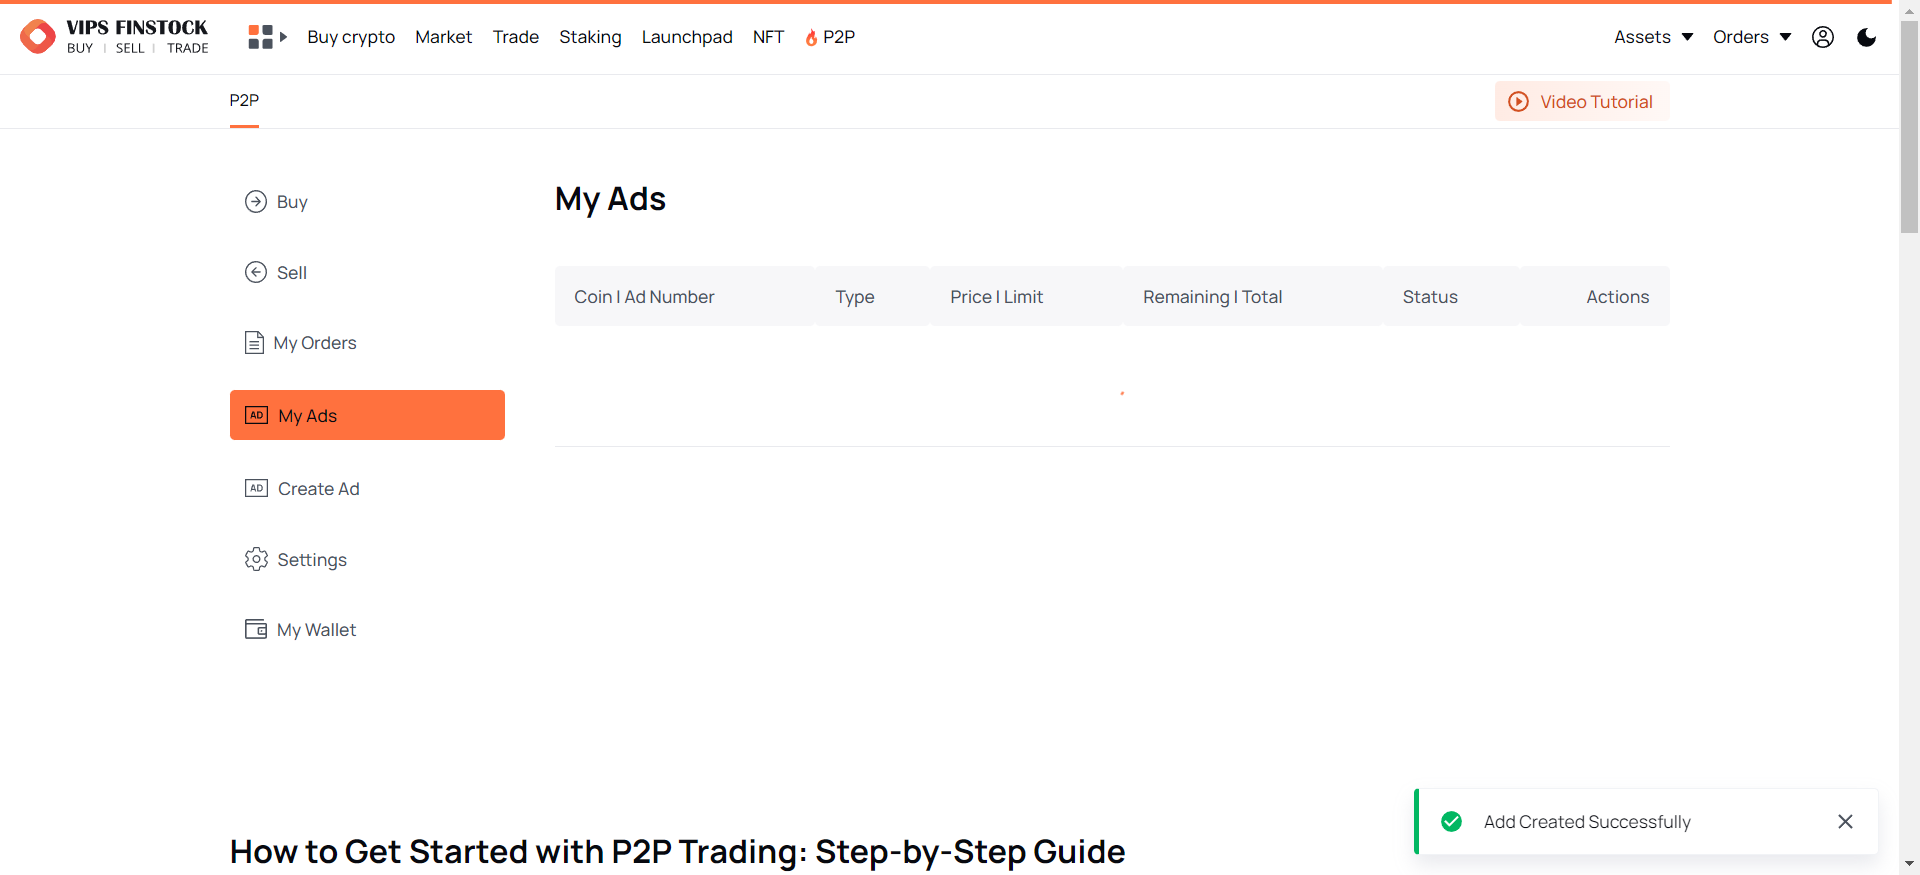 VIPS FINSTOCK
BUY | SELL | TRADE
Buy crypto Market Trade Staking Launchpad NFT P2P
Assets Orders
P2P
Video Tutorial
Buy
Sell
My Orders
AD My Ads
AD Create Ad
Settings
My Wallet
My Ads
Coin | Ad Number Type Price | Limit Remaining | Total Status Actions
Add Created Successfully
How to Get Started with P2P Trading: Step-by-Step Guide